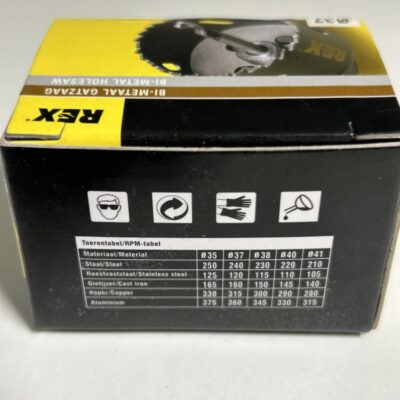 Ø37
BI-METAL HOLESAW
BI-METAAL GATZAAG
REX
Toerentabel/RPM-tabel
Materiaal/Material Ø35 Ø37 Ø38 Ø40 Ø41
Staal/Steel 250 240 230 220 210
Roestvaststaal/Stainless steel 125 120 115 110 105
Gietijzer/Cast iron 165 160 150 145 140
Koper/Copper 330 315 300 290 280
Aluminium 375 360 345 330 315